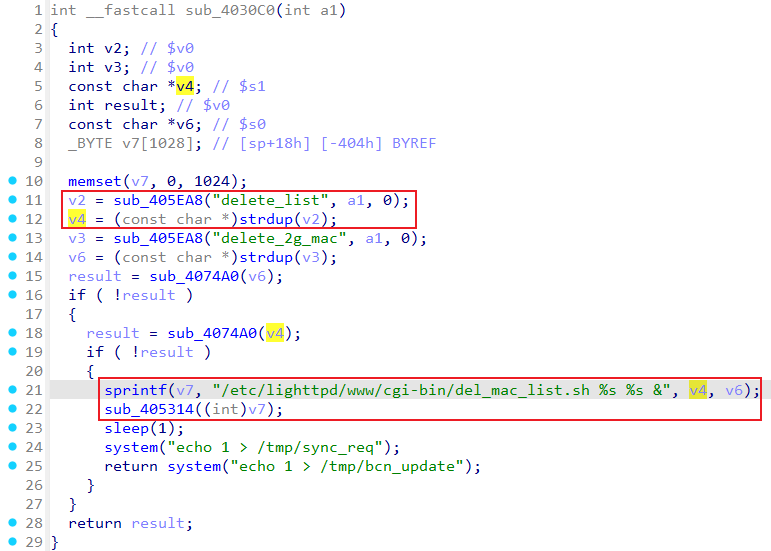 1 int __fastcall sub_4030C0(int a1)
2 {
3 int v2; // $v0
4 int v3; // $v0
5 const char *v4; // $s1
6 int result; // $v0
7 const char *v6; // $s0
8 _BYTE v7[1028]; // [sp+18h] [-404h] BYREF
9
10 memset(v7, 0, 1024);
11 v2 = sub_405EA8("delete_list", a1, 0);
12 v4 = (const char *)strdup(v2);
13 v3 = sub_405EA8("delete_2g_mac", a1, 0);
14 v6 = (const char *)strdup(v3);
15 result = sub_4074A0(v6);
16 if ( !result )
17 {
18 result = sub_4074A0(v4);
19 if ( !result )
20 {
21 sprintf(v7, "/etc/lighttpd/www/cgi-bin/del_mac_list.sh %s %s &", v4, v6);
22 sub_405314((int)v7);
23 sleep(1);
24 system("echo 1 > /tmp/sync_req");
25 return system("echo 1 > /tmp/bcn_update");
26 }
27 }
28 return result;
29 }